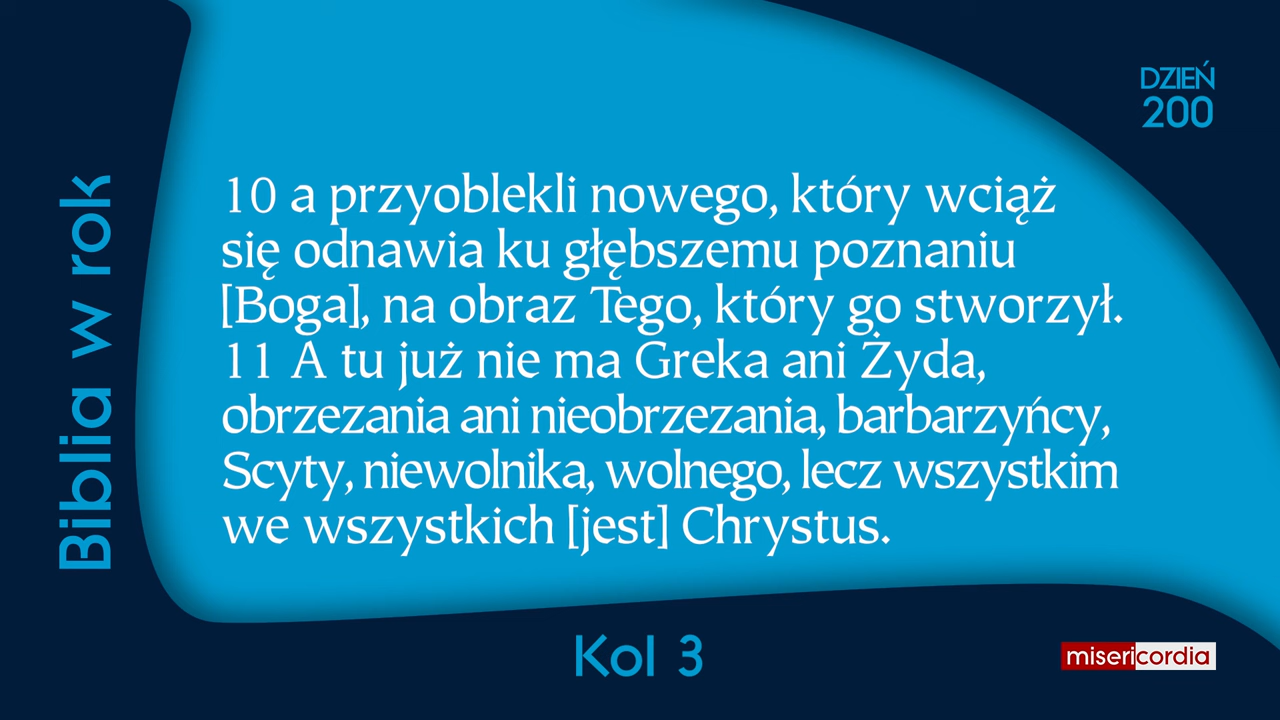 DZIEŃ
200
Biblia w rok
10 a przyoblekli nowego, który wciąż
się odnawia ku głębszemu poznaniu
[Boga], na obraz Tego, który go stworzył.
11 A tu już nie ma Greka ani Żyda,
obrzezania ani nieobrzezania, barbarzyńcy,
Scyty, niewolnika, wolnego, lecz wszystkim
we wszystkich [jest] Chrystus.
Kol 3
misericordia